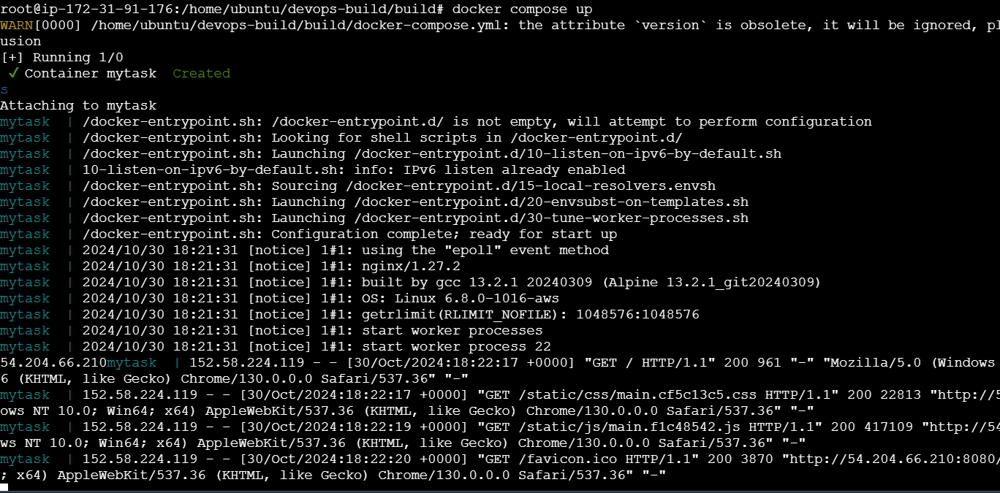 root@ip-172-31-91-176:/home/ubuntu/devops-build/build# docker compose up
WARN[0000] /home/ubuntu/devops-build/build/docker-compose.yml: the attribute `version` is obsolete, it will be ignored, pl
usion
[+] Running 1/0
✓ Container mytask  Created
s
Attaching to mytask
mytask  | /docker-entrypoint.sh: /docker-entrypoint.d/ is not empty, will attempt to perform configuration
mytask  | /docker-entrypoint.sh: Looking for shell scripts in /docker-entrypoint.d/
mytask  | /docker-entrypoint.sh: Launching /docker-entrypoint.d/10-listen-on-ipv6-by-default.sh
mytask  | 10-listen-on-ipv6-by-default.sh: info: IPv6 listen already enabled
mytask  | /docker-entrypoint.sh: Sourcing /docker-entrypoint.d/15-local-resolvers.envsh
mytask  | /docker-entrypoint.sh: Launching /docker-entrypoint.d/20-envsubst-on-templates.sh
mytask  | /docker-entrypoint.sh: Launching /docker-entrypoint.d/30-tune-worker-processes.sh
mytask  | /docker-entrypoint.sh: Configuration complete; ready for start up
mytask  | 2024/10/30 18:21:31 [notice] 1#1: using the "epoll" event method
mytask  | 2024/10/30 18:21:31 [notice] 1#1: nginx/1.27.2
mytask  | 2024/10/30 18:21:31 [notice] 1#1: built by gcc 13.2.1 20240309 (Alpine 13.2.1_git20240309)
mytask  | 2024/10/30 18:21:31 [notice] 1#1: OS: Linux 6.8.0-1016-aws
mytask  | 2024/10/30 18:21:31 [notice] 1#1: getrlimit(RLIMIT_NOFILE): 1048576:1048576
mytask  | 2024/10/30 18:21:31 [notice] 1#1: start worker processes
mytask  | 2024/10/30 18:21:31 [notice] 1#1: start worker process 22
54.204.66.210mytask  | 152.58.224.119 - - [30/Oct/2024:18:22:17 +0000] "GET / HTTP/1.1" 200 961 "-" "Mozilla/5.0 (Windows
6 (KHTML, like Gecko) Chrome/130.0.0.0 Safari/537.36" "-"
mytask  | 152.58.224.119 - - [30/Oct/2024:18:22:17 +0000] "GET /static/css/main.cf5c13c5.css HTTP/1.1" 200 22813 "http://5
ows NT 10.0; Win64; x64) AppleWebKit/537.36 (KHTML, like Gecko) Chrome/130.0.0.0 Safari/537.36" "-"
mytask  | 152.58.224.119 - - [30/Oct/2024:18:22:19 +0000] "GET /static/js/main.f1c48542.js HTTP/1.1" 200 417109 "http://54
ws NT 10.0; Win64; x64) AppleWebKit/537.36 (KHTML, like Gecko) Chrome/130.0.0.0 Safari/537.36" "-"
mytask  | 152.58.224.119 - - [30/Oct/2024:18:22:20 +0000] "GET /favicon.ico HTTP/1.1" 200 3870 "http://54.204.66.210:8080/
; x64) AppleWebKit/537.36 (KHTML, like Gecko) Chrome/130.0.0.0 Safari/537.36" "-"